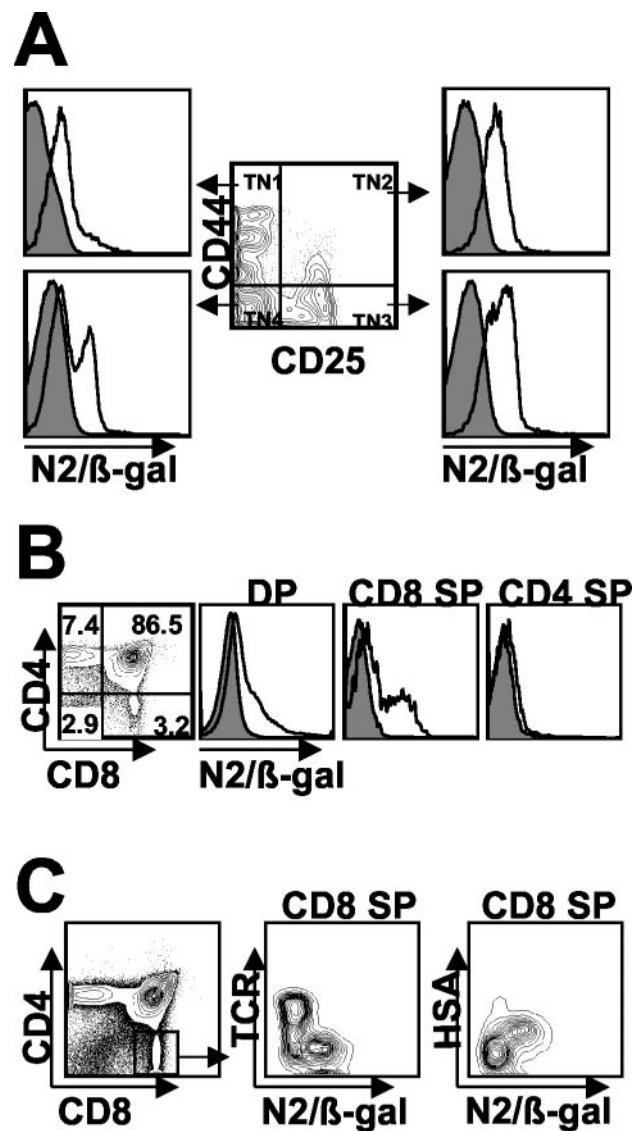 A
TN1
TN2
CD44
TN4
TN3
CD25
N2/ß-gal
N2/ß-gal
B
DP
CD8 SP
CD4 SP
7.4
86.5
CD4
2.9
3.2
CD8
N2/ß-gal
C
CD8 SP
CD8 SP
CD4
TCR
HSA
CD8
N2/ß-gal
N2/ß-gal